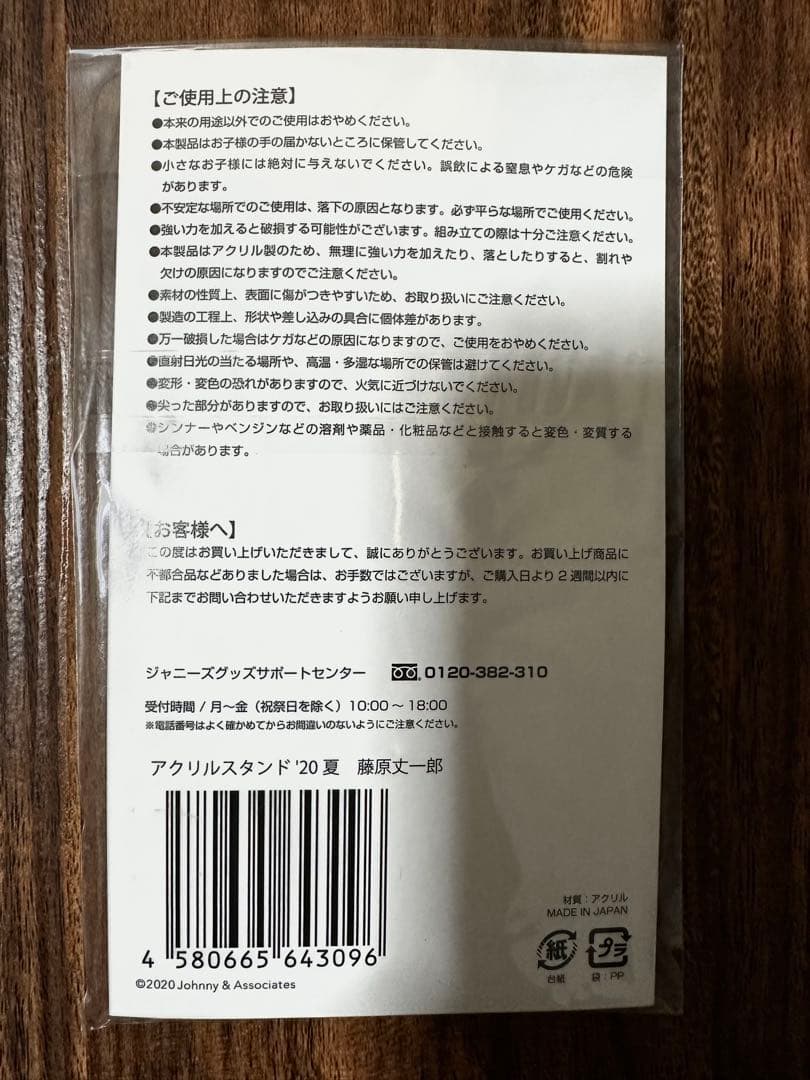 【ご使用上の注意】
●本来の用途以外でのご使用はおやめください。
●本製品はお子様の手の届かないところに保管してください。
●小さなお子様には絶対に与えないでください。誤飲による窒息やケガなどの危険
があります。
●不安定な場所でのご使用は、落下の原因となります。必ず平らな場所でご使用ください。
●強い力を加えると破損する可能性がございます。組み立ての際は十分ご注意ください。
●本製品はアクリル製のため、無理に強い力を加えたり、落としたりすると、割れや
欠けの原因になりますのでご注意ください。
●素材の性質上、表面に傷がつきやすいため、お取り扱いにご注意ください。
●製造の工程上、形状や差し込みの具合に個体差があります。
●万一破損した場合はケガなどの原因になりますので、ご使用をおやめください。
●直射日光の当たる場所や、高温・多湿な場所での保管は避けてください。
●変形・変色の恐れがありますので、火気に近づけないでください。
●尖った部分がありますので、お取り扱いにはご注意ください。
●シンナーやベンジンなどの溶剤や薬品・化粧品などと接触すると変色・変質する
場合があります。
【お客様へ】
この度はお買い上げいただきまして、誠にありがとうございます。お買い上げ商品に
不都合品などありました場合は、お手数ではございますが、ご購入日より2週間以内に
下記までお問い合わせいただきますようお願い申し上げます。
ジャニーズグッズサポートセンター 0120-382-310
受付時間 / 月〜金（祝祭日を除く）10:00〜18:00
※電話番号はよく確かめてからお間違いのないようにご注意ください。
アクリルスタンド '20 夏 藤原丈一郎
4 580665 643096
©2020 Johnny & Associates
材質：アクリル
MADE IN JAPAN
紙 プラ
台紙 袋：PP